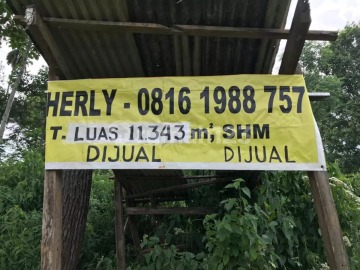 HERLY - 0816 1988 757
T. LUAS 11.343 m², SHM
DIJUAL DIJUAL